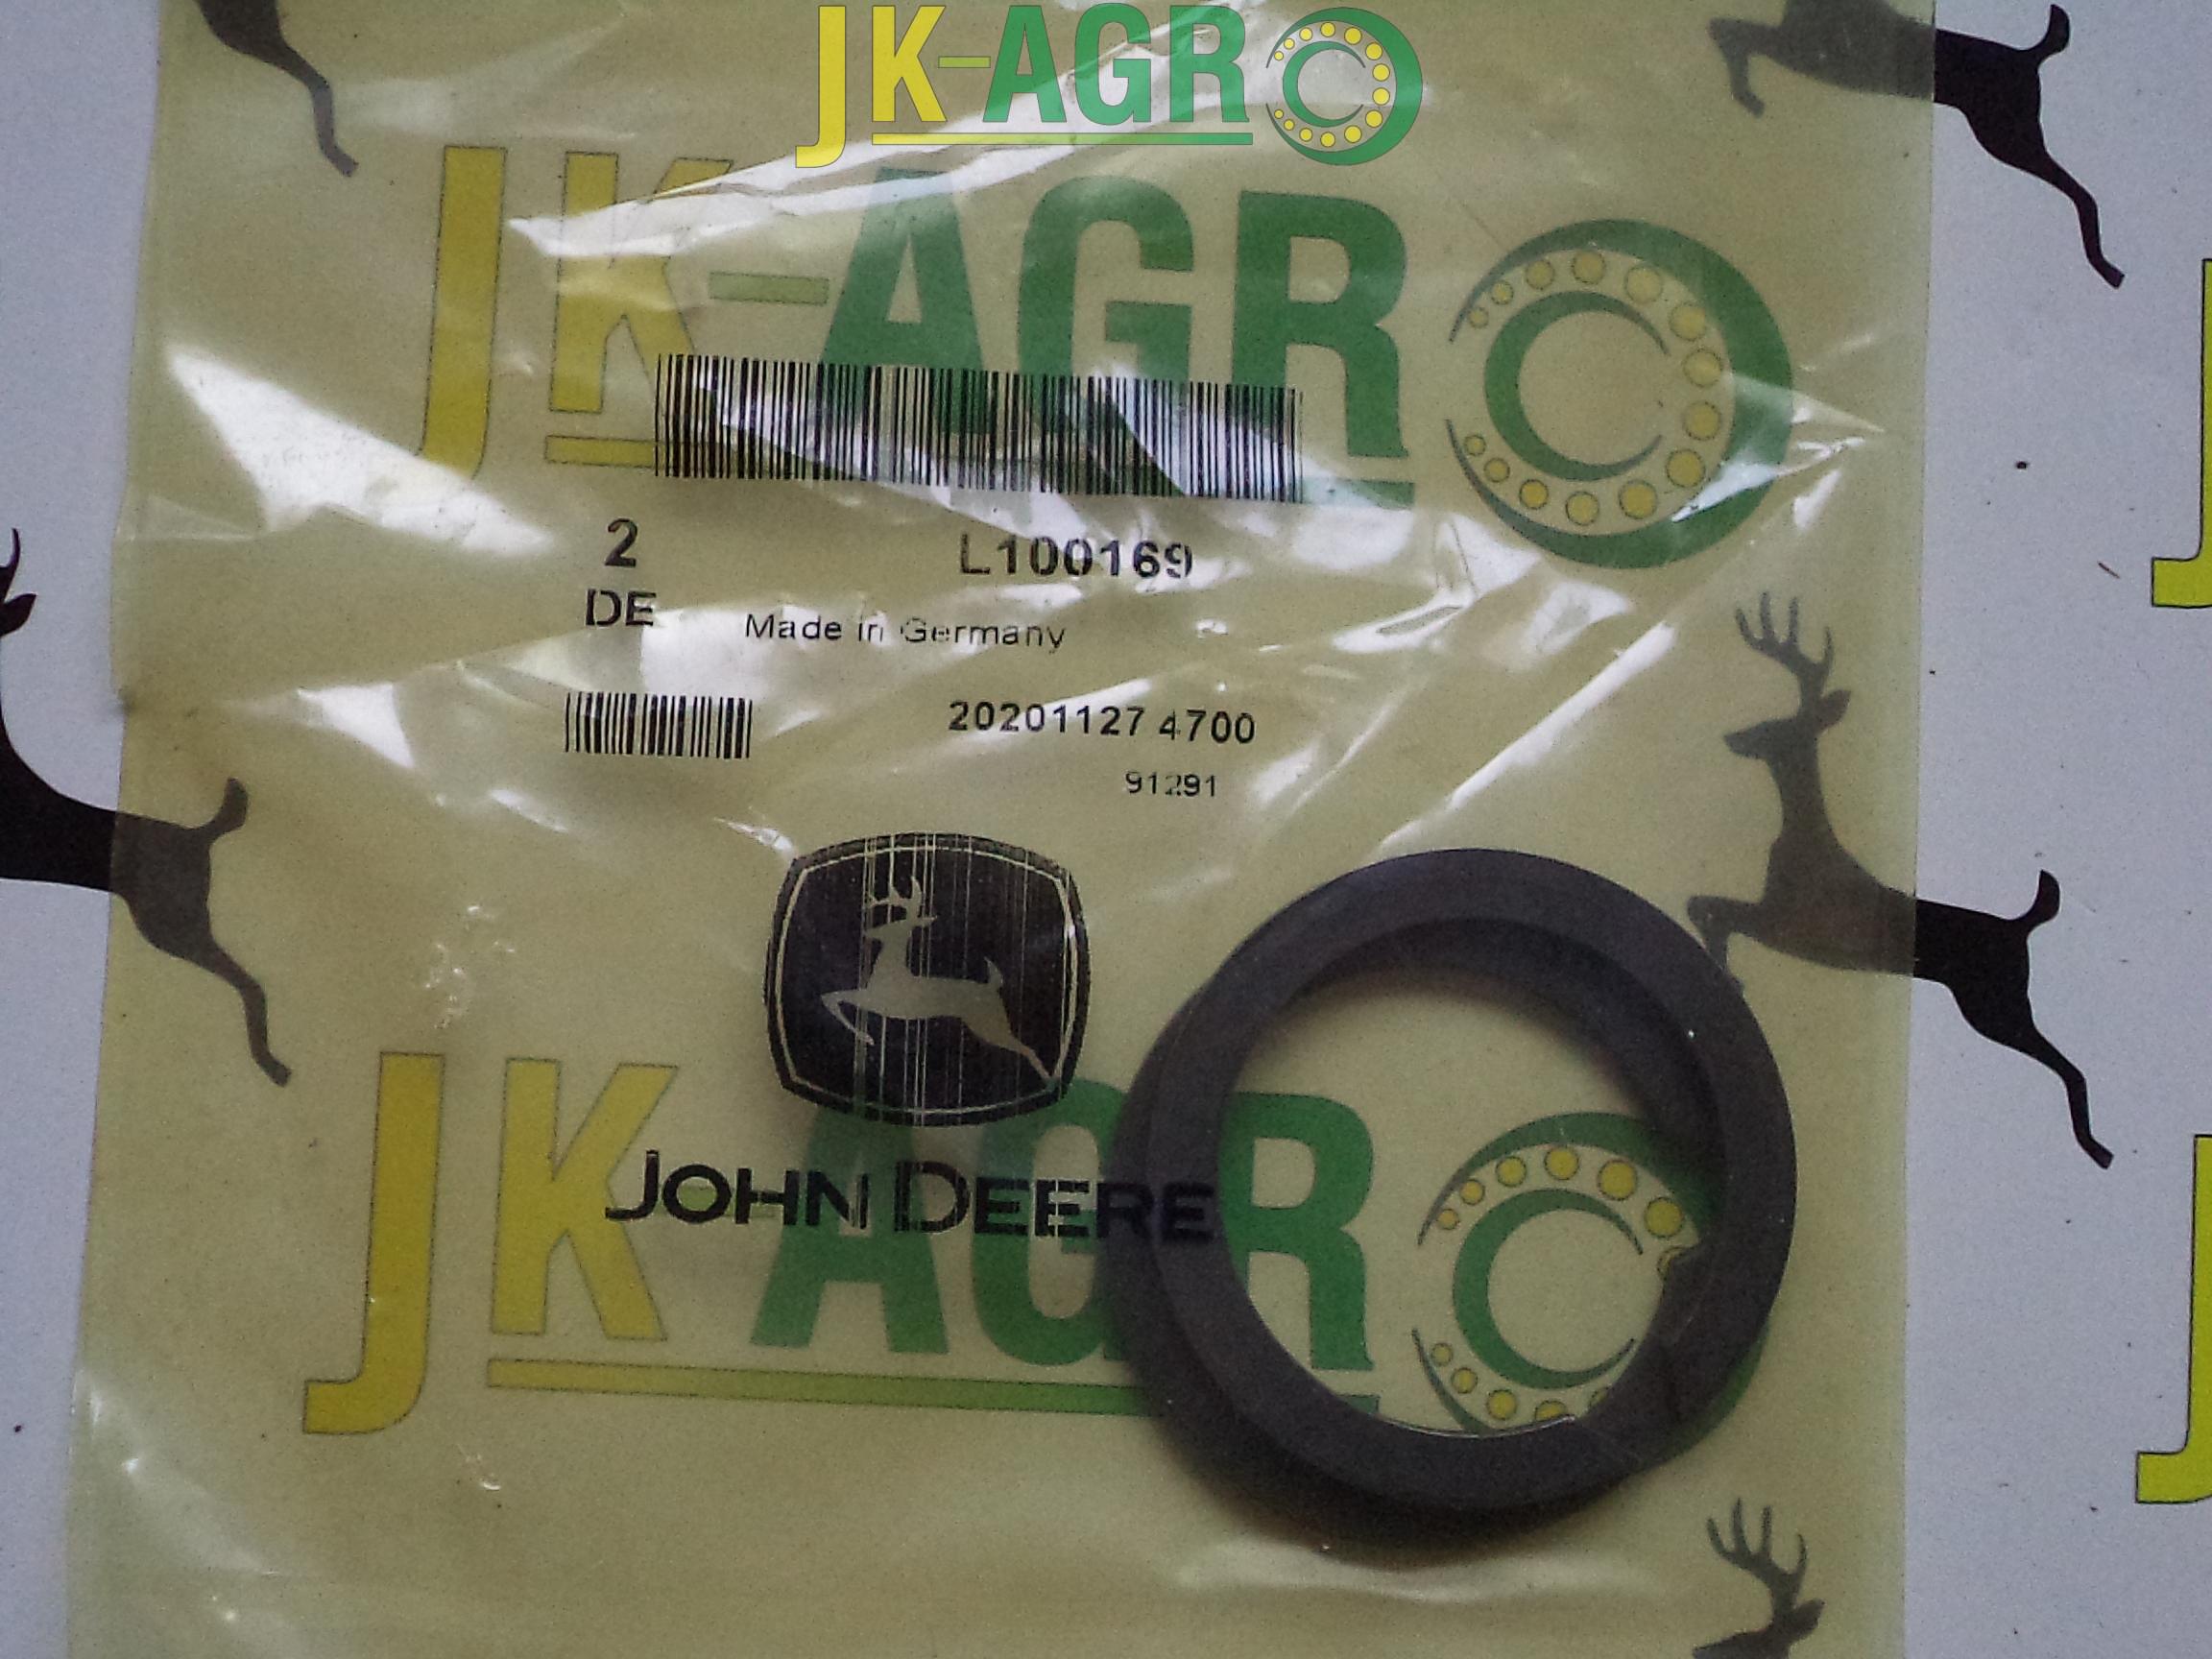 JK-AGRO
JK-AGRO
2
L100169
DE
Made in Germany
20201127 4700
91291
JOHN DEERE
JK AGRO
J
J